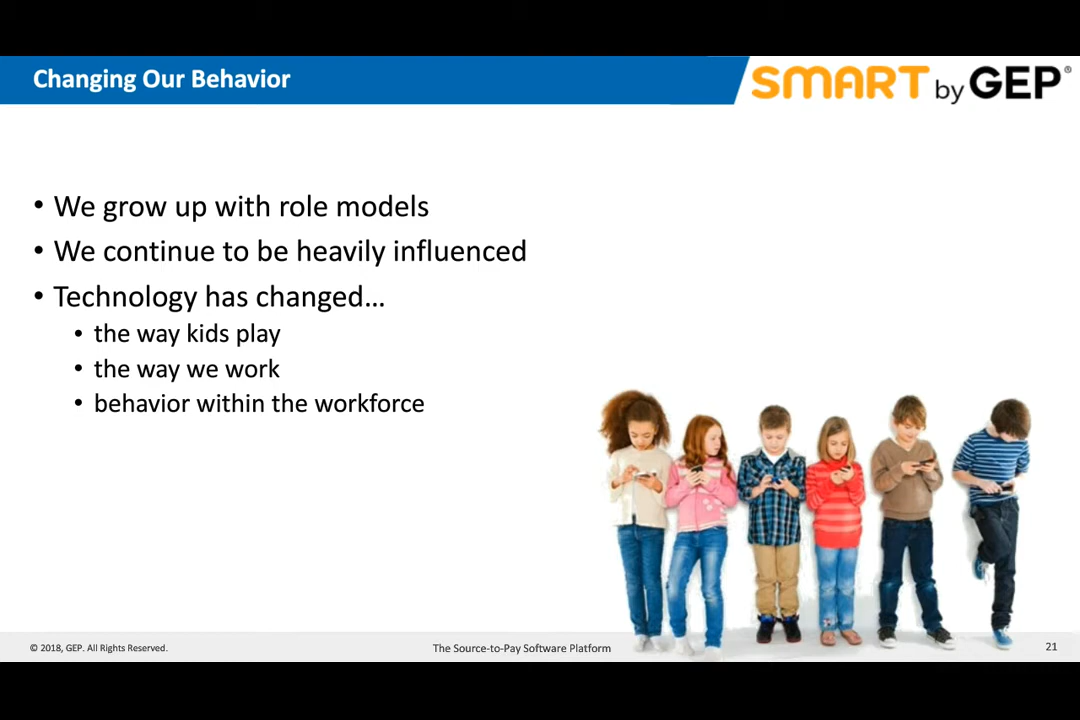 Changing Our Behavior
SMART by GEP®
• We grow up with role models
• We continue to be heavily influenced
• Technology has changed...
• the way kids play
• the way we work
• behavior within the workforce
© 2018, GEP. All Rights Reserved.
The Source-to-Pay Software Platform
21